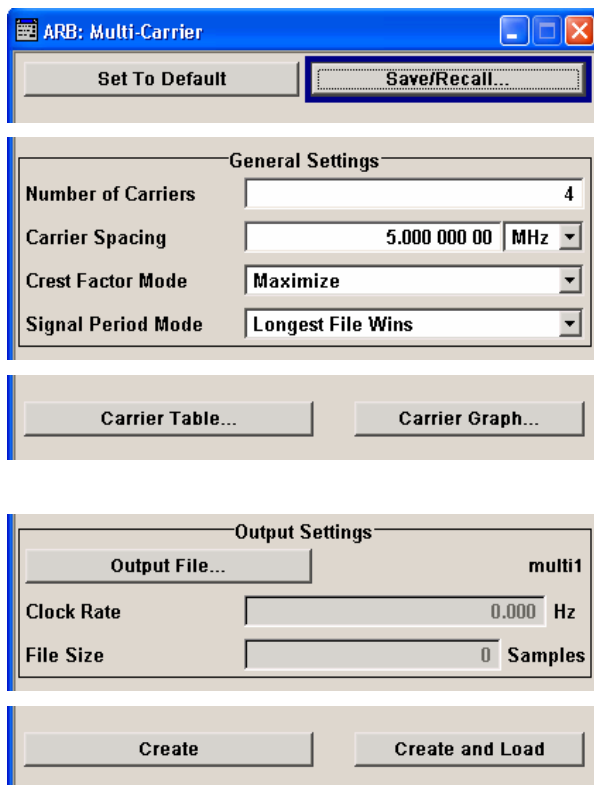 ARB: Multi-Carrier
Set To Default Save/Recall...
General Settings
Number of Carriers 4
Carrier Spacing 5.000 000 00 MHz
Crest Factor Mode Maximize
Signal Period Mode Longest File Wins
Carrier Table... Carrier Graph...
Output Settings
Output File... multi1
Clock Rate 0.000 Hz
File Size 0 Samples
Create Create and Load